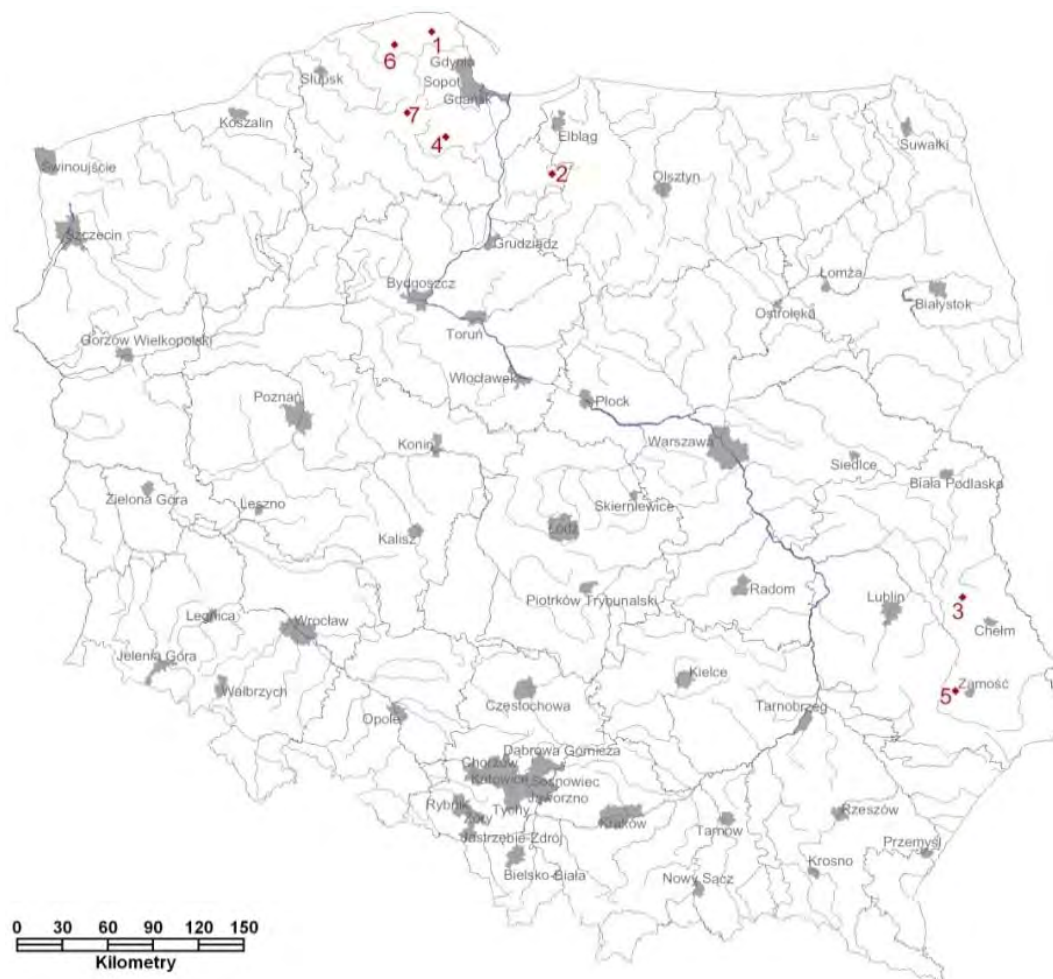 1
6
Gdynia
Sopot
Gdańsk
Słupsk
Koszalin
7
4
Elbląg
Suwałki
Świnoujście
2
Olsztyn
Szczecin
Grudziądz
Łomża
Białystok
Bydgoszcz
Ostrołęka
Toruń
Gorzów Wielkopolski
Włocławek
Płock
Poznań
Warszawa
Konin
Siedlce
Biała Podlaska
Zielona Góra
Leszno
Skierniewice
Łódź
Kalisz
Piotrków Trybunalski
Radom
Lublin
3
Chełm
Legnica
Wrocław
Jelenia Góra
Wałbrzych
Kielce
5
Zamość
Częstochowa
Opole
Tarnobrzeg
Dąbrowa Górnicza
Chorzów
Katowice
Sosnowiec
Jaworzno
Tychy
Rybnik
Żory
Jastrzębie-Zdrój
Kraków
Tarnów
Rzeszów
Przemyśl
Bielsko-Biała
Nowy Sącz
Krosno
0 30 60 90 120 150
Kilometry